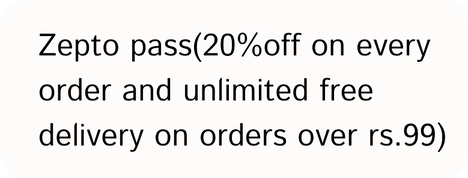 Zepto pass(20%off on every
order and unlimited free
delivery on orders over rs.99)